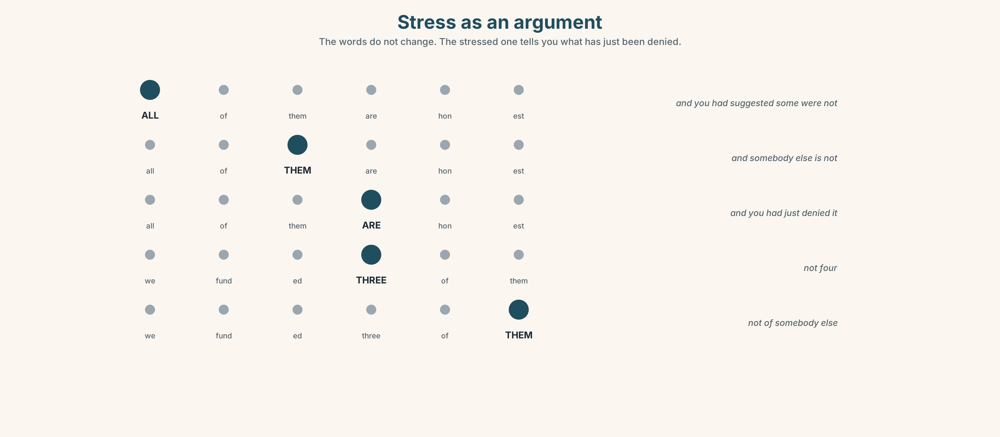 Stress as an argument
The words do not change. The stressed one tells you what has just been denied.
and you had suggested some were not
ALL of them are hon est
and somebody else is not
all of THEM are hon est
and you had just denied it
all of them ARE hon est
not four
we fund ed THREE of them
not of somebody else
we fund ed three of THEM